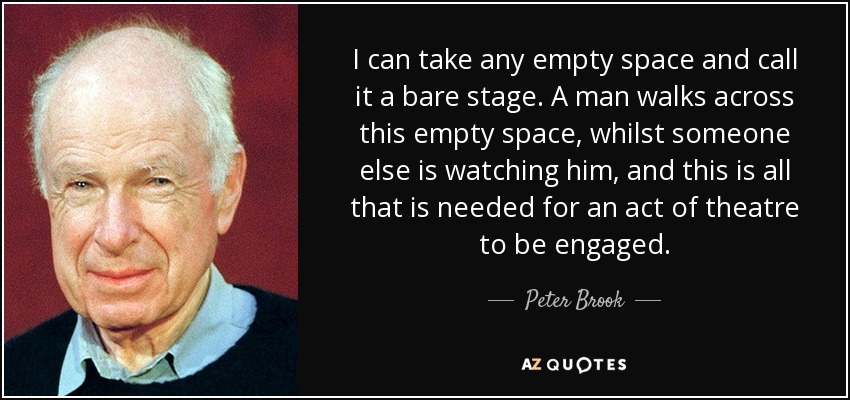 I can take any empty space and call
it a bare stage. A man walks across
this empty space, whilst someone
else is watching him, and this is all
that is needed for an act of theatre
to be engaged.
Peter Brook
AZ QUOTES